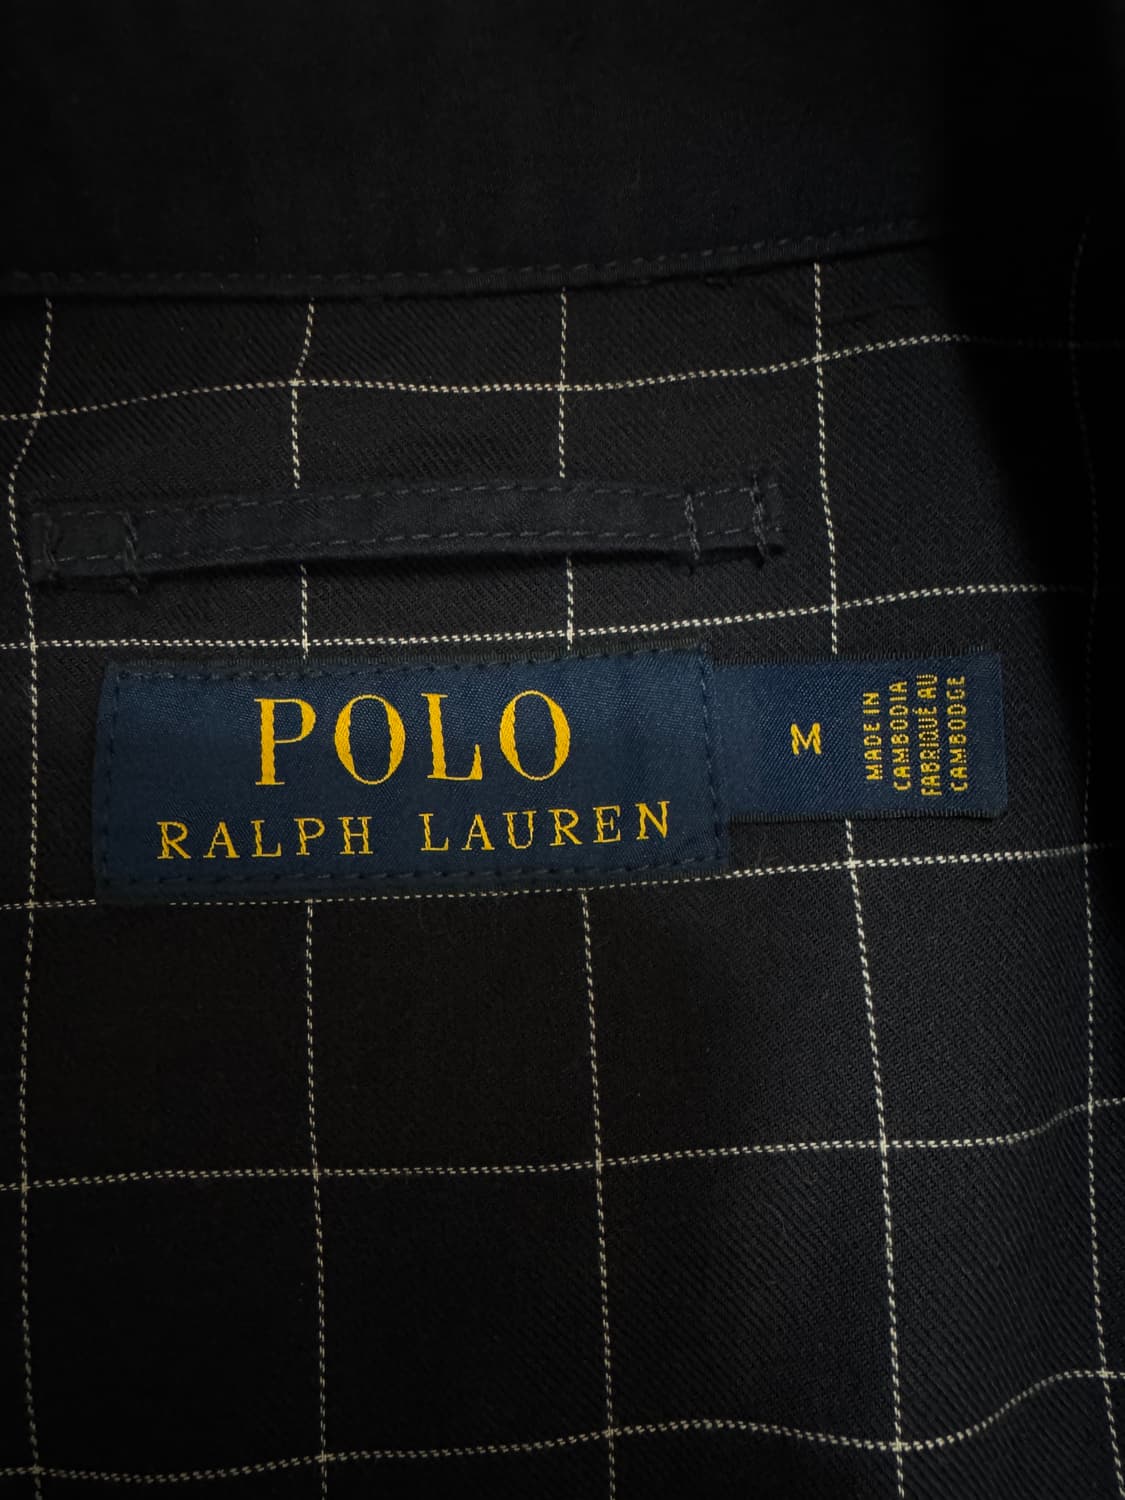 POLO
RALPH LAUREN
M
MADE IN
CAMBODIA
FABRIQUÉ AU
CAMBODGE